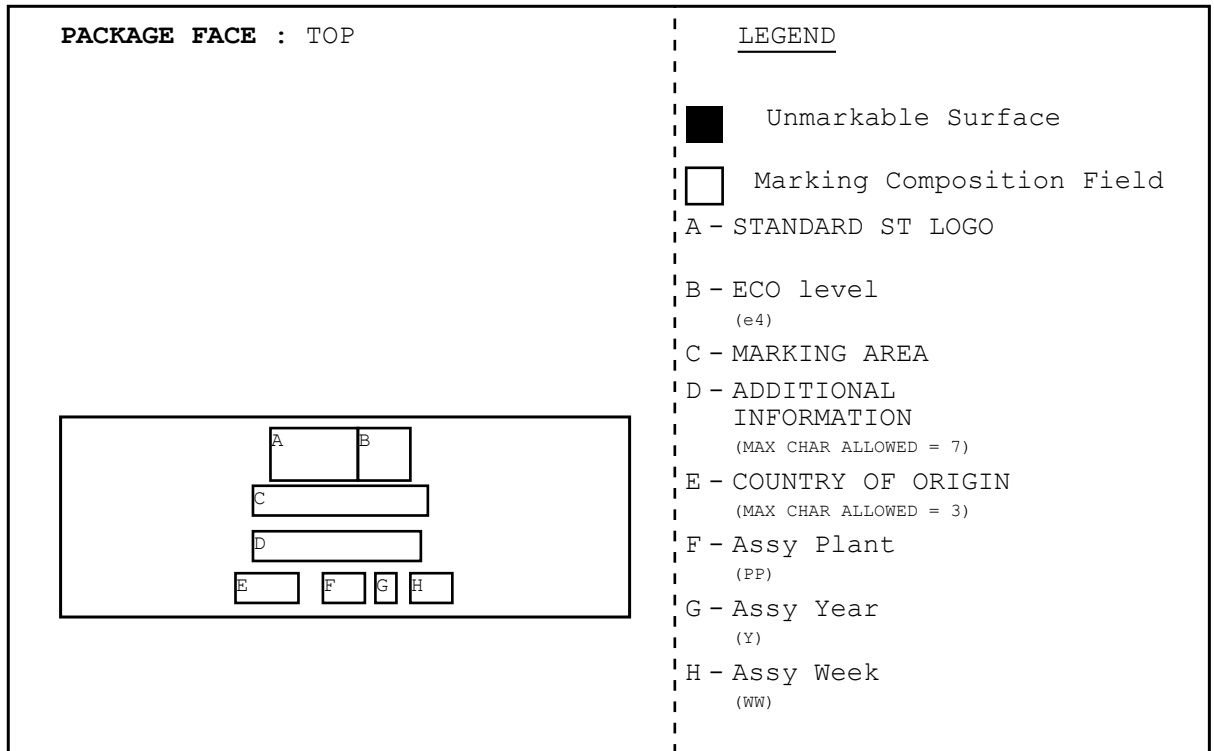 PACKAGE FACE : TOP
A B
C
D
E F G H
LEGEND
Unmarkable Surface
Marking Composition Field
A - STANDARD ST LOGO
B - ECO level
(e4)
C - MARKING AREA
D - ADDITIONAL
INFORMATION
(MAX CHAR ALLOWED = 7)
E - COUNTRY OF ORIGIN
(MAX CHAR ALLOWED = 3)
F - Assy Plant
(PP)
G - Assy Year
(Y)
H - Assy Week
(WW)